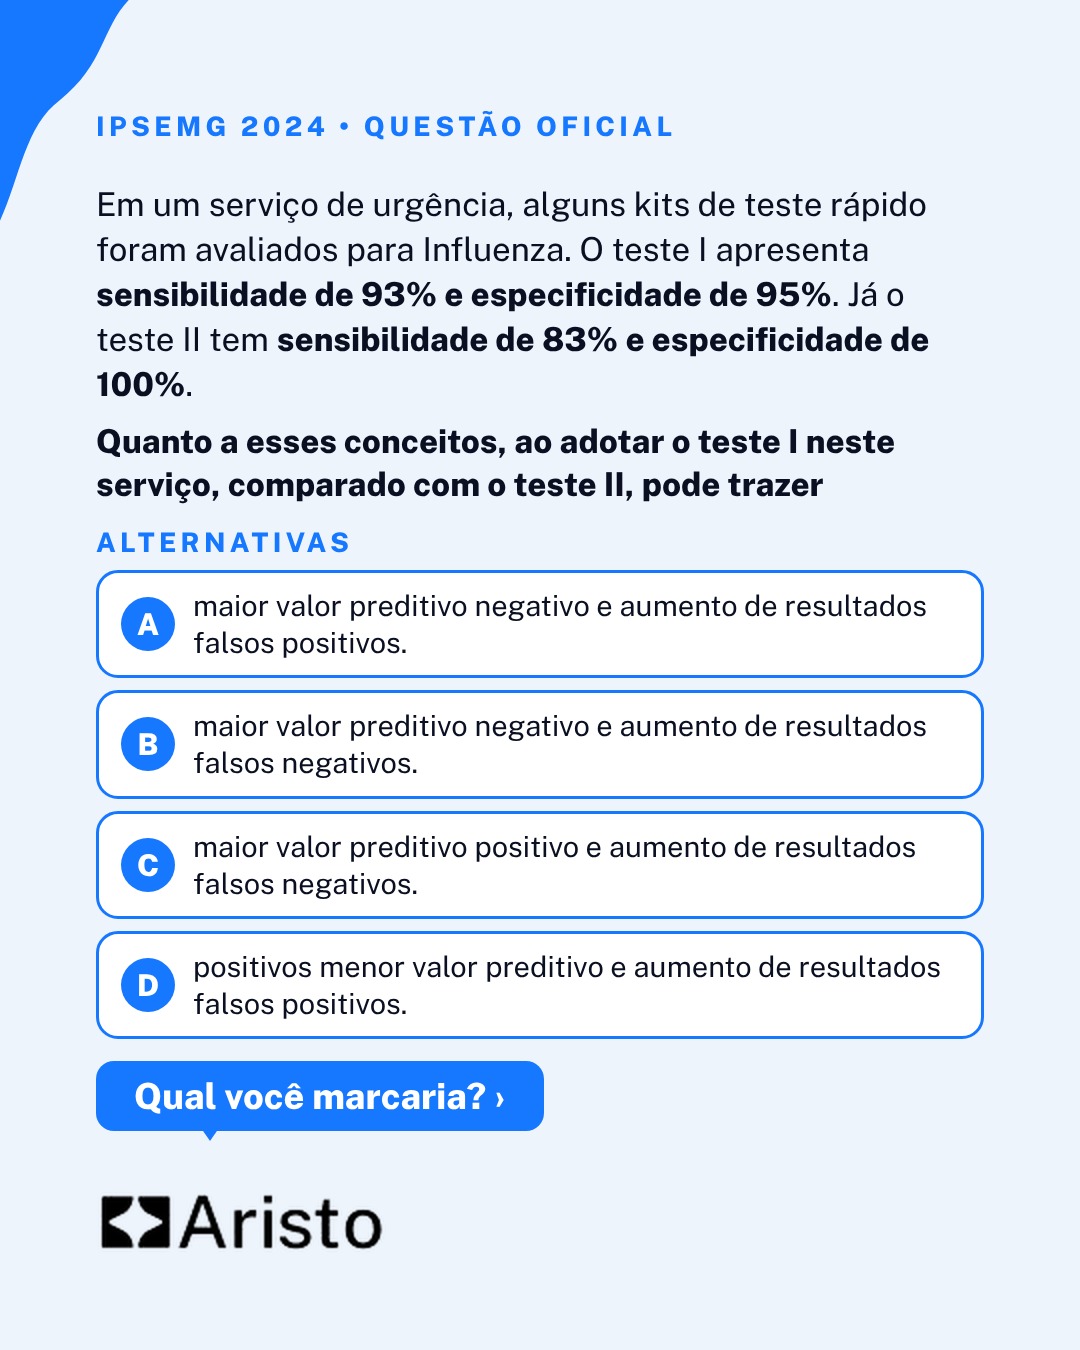 IPSEMG 2024 • QUESTÃO OFICIAL
Em um serviço de urgência, alguns kits de teste rápido
foram avaliados para Influenza. O teste I apresenta
sensibilidade de 93% e especificidade de 95%. Já o
teste II tem sensibilidade de 83% e especificidade de
100%.
Quanto a esses conceitos, ao adotar o teste I neste
serviço, comparado com o teste II, pode trazer
ALTERNATIVAS
A maior valor preditivo negativo e aumento de resultados
falsos positivos.
B maior valor preditivo negativo e aumento de resultados
falsos negativos.
C maior valor preditivo positivo e aumento de resultados
falsos negativos.
D positivos menor valor preditivo e aumento de resultados
falsos positivos.
Qual você marcaria? ›
Aristo